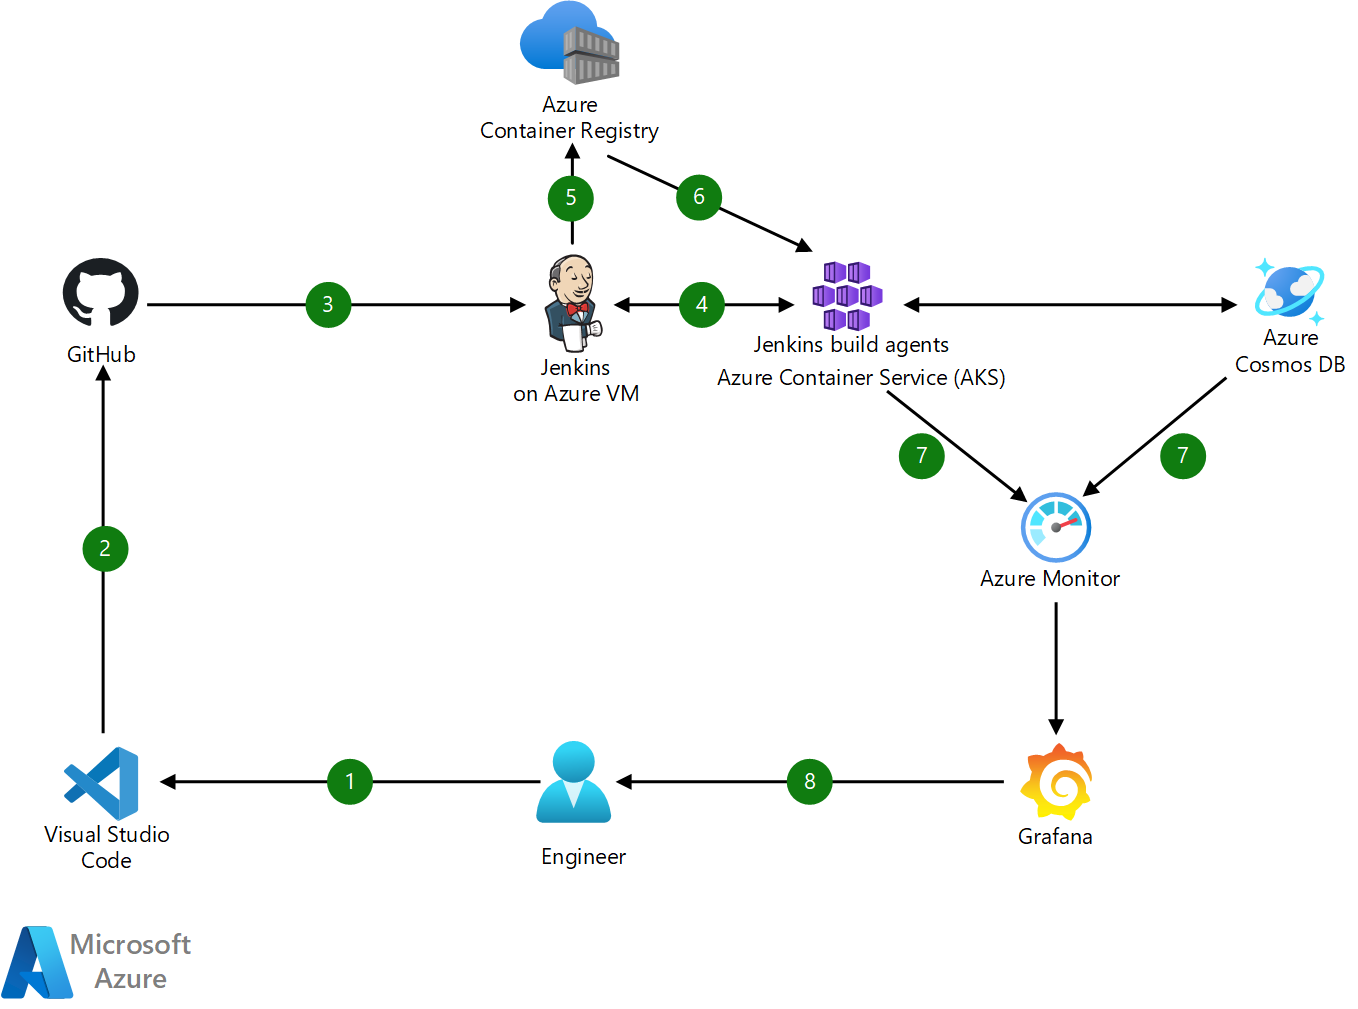 Azure
Container Registry
5
6
GitHub
3
4
Jenkins
on Azure VM
Jenkins build agents
Azure Container Service (AKS)
Azure
Cosmos DB
7
7
2
Azure Monitor
1
8
Visual Studio
Code
Engineer
Grafana
Microsoft
Azure